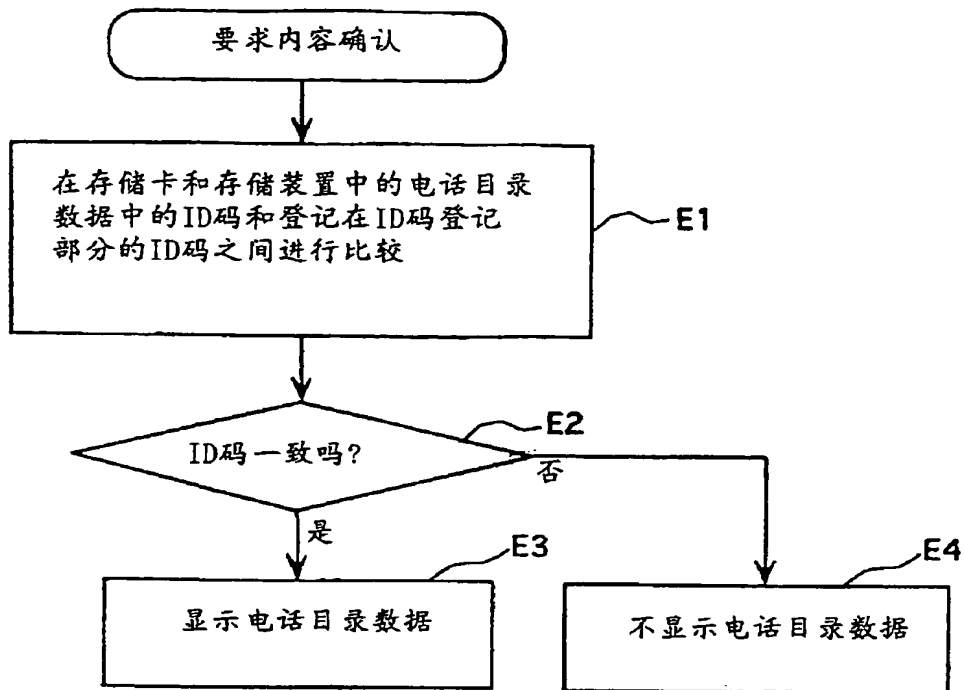 要求内容确认
在存储卡和存储装置中的电话目录
数据中的ID码和登记在ID码登记
部分的ID码之间进行比较
E1
ID码一致吗?
E2
否
是
E3
显示电话目录数据
E4
不显示电话目录数据